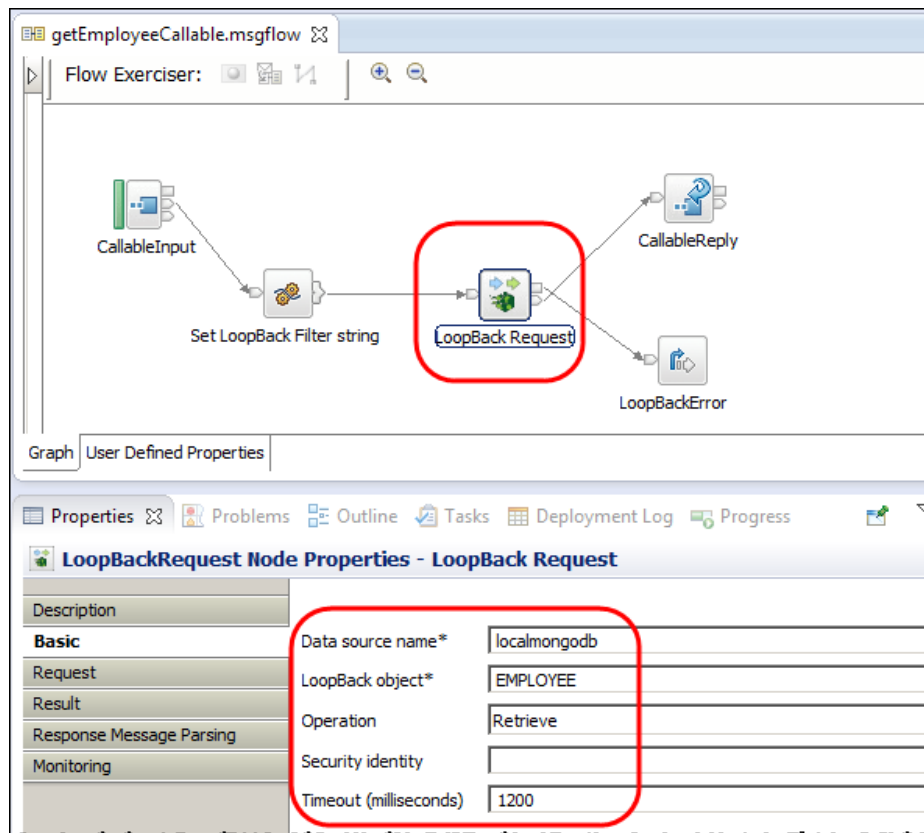 getEmployeeCallable.msgflow
Flow Exerciser:
CallableInput
CallableReply
Set LoopBack Filter string
LoopBack Request
LoopBackError
Graph User Defined Properties
Properties Problems Outline Tasks Deployment Log Progress
LoopBackRequest Node Properties - LoopBack Request
Description
Basic
Data source name* localmongodb
Request
LoopBack object* EMPLOYEE
Result
Operation Retrieve
Response Message Parsing
Security identity
Monitoring
Timeout (milliseconds) 1200